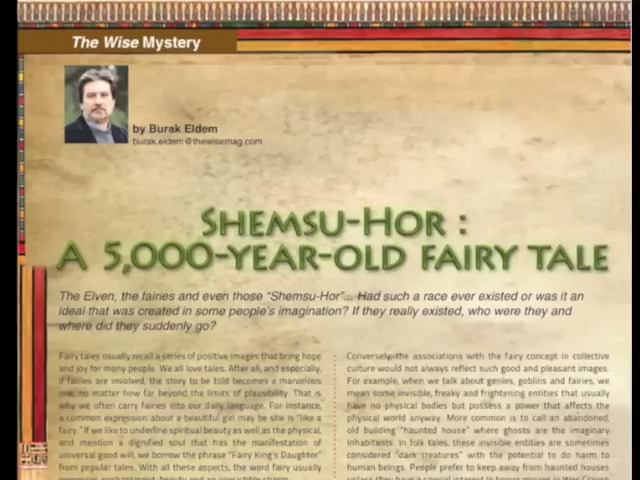 The Wise Mystery
by Burak Eldem
burak.eldem@thewisemag.com
SHEMSU-HOR :
A 5,000-YEAR-OLD FAIRY TALE
The Elven, the fairies and even those “Shemsu-Hor”... Had such a race ever existed or was it an
ideal that was created in some people's imagination? If they really existed, who were they and
where did they suddenly go?
Fairy tales usually recall a series of positive images that bring hope
and joy for many people. We all love tales. After all, and especially,
if fairies are involved, the story to be told becomes a marvelous
one, no matter how far beyond the limits of plausibility. That is
why we often carry fairies into our daily language. For instance,
a common expression about a beautiful girl may be she is “like a
fairy.” If we like to underline spiritual beauty as well as the physical,
and mention a dignified soul that has the manifestation of
universal good will, we borrow the phrase “Fairy King's Daughter”
from popular tales. With all these aspects, the word fairy usually
Conversely, the associations with the fairy concept in collective
culture would not always reflect such good and pleasant images.
For example, when we talk about genies, goblins and fairies, we
mean some invisible, freaky and frightening entities that usually
have no physical bodies but possess a power that affects the
physical world anyway. More common is to call an abandoned,
old building “haunted house” where ghosts are the imaginary
inhabitants. In folk tales, these invisible entities are sometimes
considered “dark creatures” with the potential to do harm to
human beings. People prefer to keep away from haunted houses